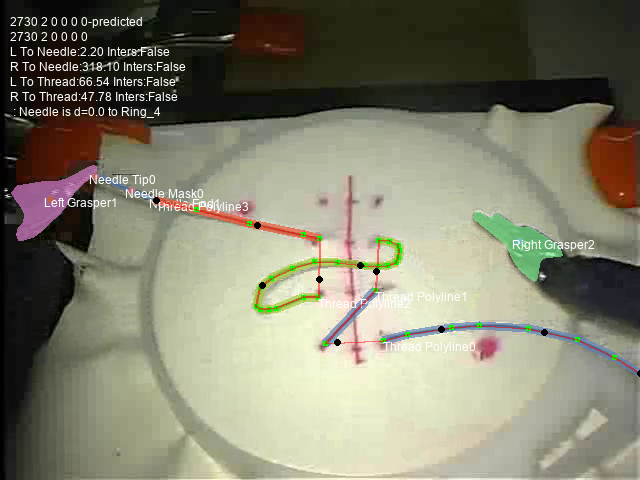 2730 2 0 0 0 0-predicted
2730 2 0 0 0 0
L To Needle:2.20 Inters:False
R To Needle:318.10 Inters:False
L To Thread:66.54 Inters:False
R To Thread:47.78 Inters:False
: Needle is d=0.0 to Ring_4
Needle Tip0
Needle Mask0
Left Grasper1
Thread Polyline3
Right Grasper2
Thread Polyline1
Thread Polyline2
Thread Polyline0